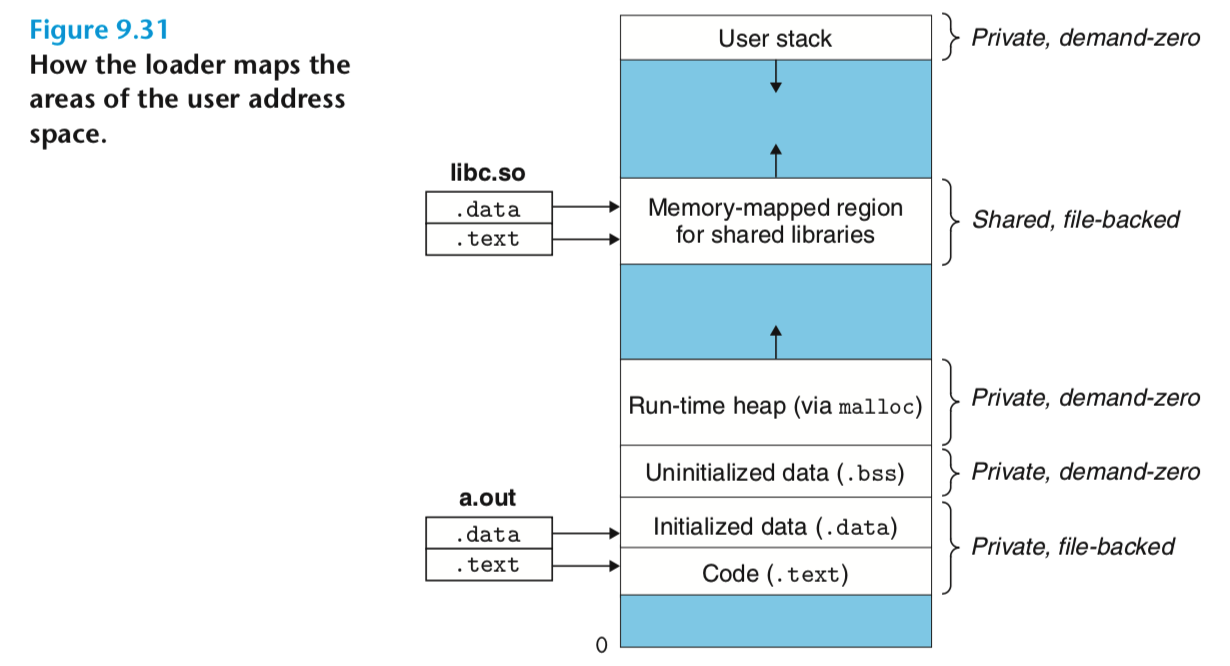 Figure 9.31
How the loader maps the
areas of the user address
space.
User stack
Private, demand-zero
libc.so
.data
.text
Memory-mapped region
for shared libraries
Shared, file-backed
Run-time heap (via malloc)
Private, demand-zero
Uninitialized data (.bss)
Private, demand-zero
a.out
.data
.text
Initialized data (.data)
Code (.text)
Private, file-backed
0